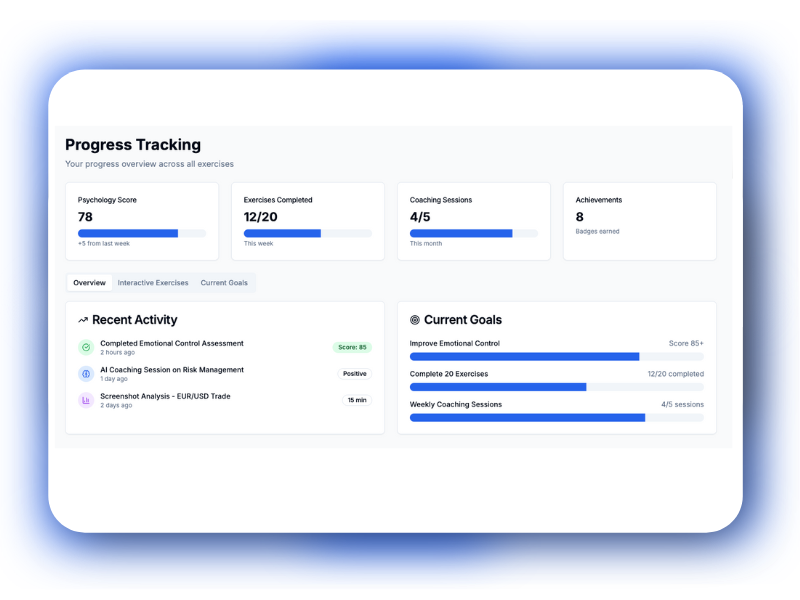 Progress Tracking
Your progress overview across all exercises
Psychology Score
78
+5 from last week
Exercises Completed
12/20
This week
Coaching Sessions
4/5
This month
Achievements
8
Badges earned
Overview
Interactive Exercises
Current Goals
Recent Activity
Completed Emotional Control Assessment
2 hours ago
Score: 85
AI Coaching Session on Risk Management
1 day ago
Positive
Screenshot Analysis - EUR/USD Trade
2 days ago
15 min
Current Goals
Improve Emotional Control
Score 85+
Complete 20 Exercises
12/20 completed
Weekly Coaching Sessions
4/5 sessions